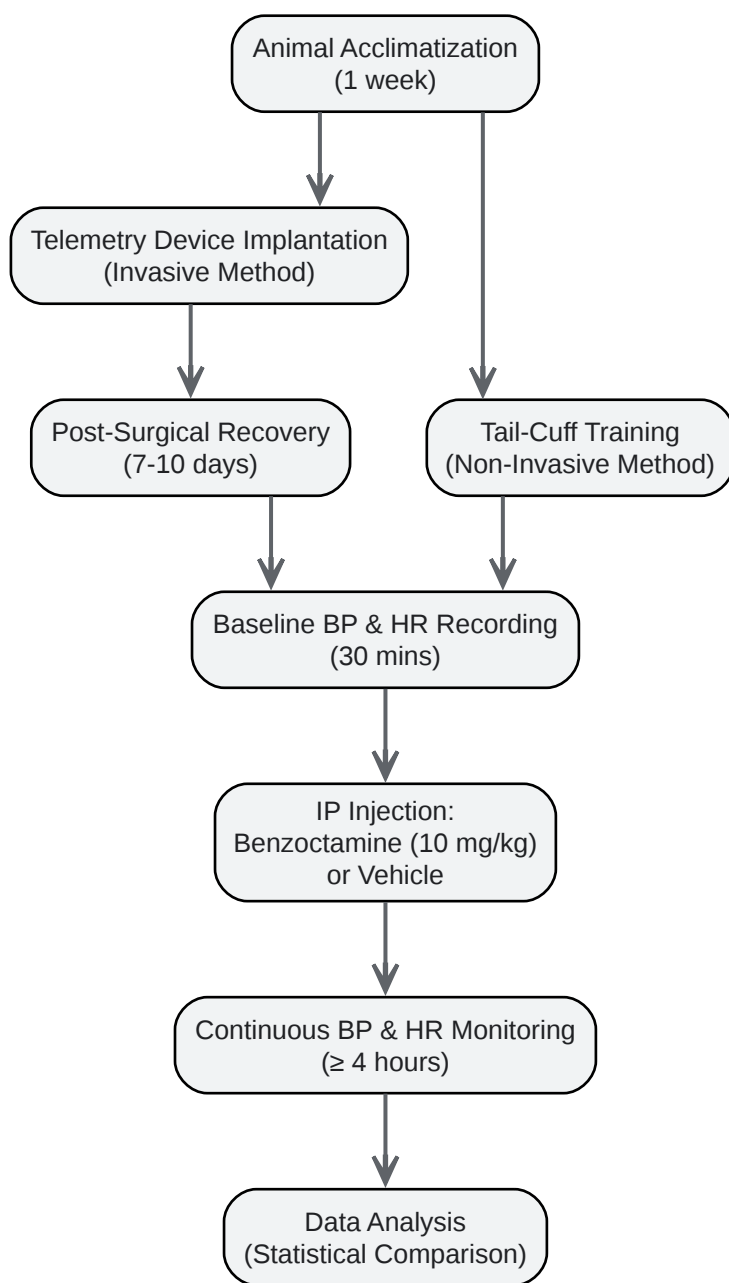 Animal Acclimatization
(1 week)
Telemetry Device Implantation
(Invasive Method)
Post-Surgical Recovery
(7-10 days)
Tail-Cuff Training
(Non-Invasive Method)
Baseline BP & HR Recording
(30 mins)
IP Injection:
Benzoctamine (10 mg/kg)
or Vehicle
Continuous BP & HR Monitoring
(≥ 4 hours)
Data Analysis
(Statistical Comparison)